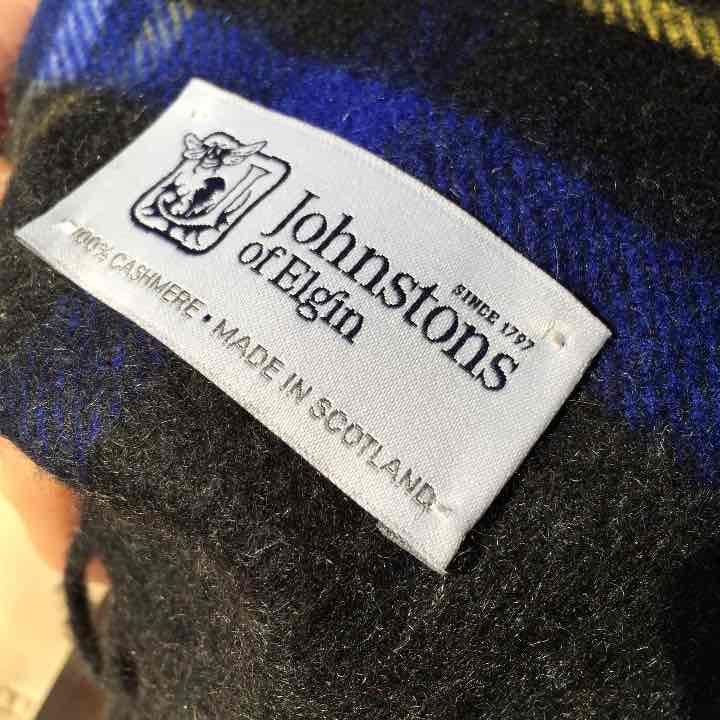 Johnstons
of Elgin
SINCE 1797
100% CASHMERE • MADE IN SCOTLAND